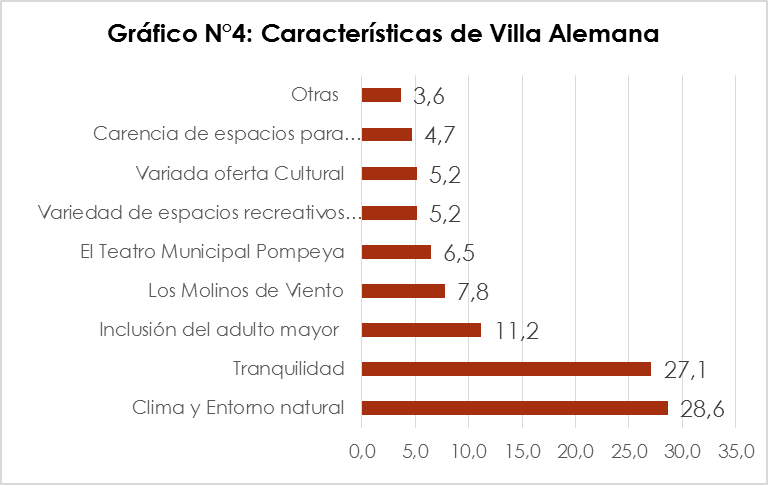 Gráfico N°4: Características de Villa Alemana
Otras 3,6
Carencia de espacios para... 4,7
Variada oferta Cultural 5,2
Variedad de espacios recreativos... 5,2
El Teatro Municipal Pompeya 6,5
Los Molinos de Viento 7,8
Inclusión del adulto mayor 11,2
Tranquilidad 27,1
Clima y Entorno natural 28,6
0,0 5,0 10,0 15,0 20,0 25,0 30,0 35,0